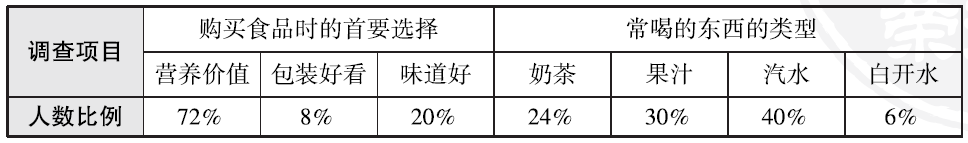 调查项目 购买食品时的首要选择 常喝的东西的类型
营养价值 包装好看 味道好 奶茶 果汁 汽水 白开水
人数比例 72% 8% 20% 24% 30% 40% 6%